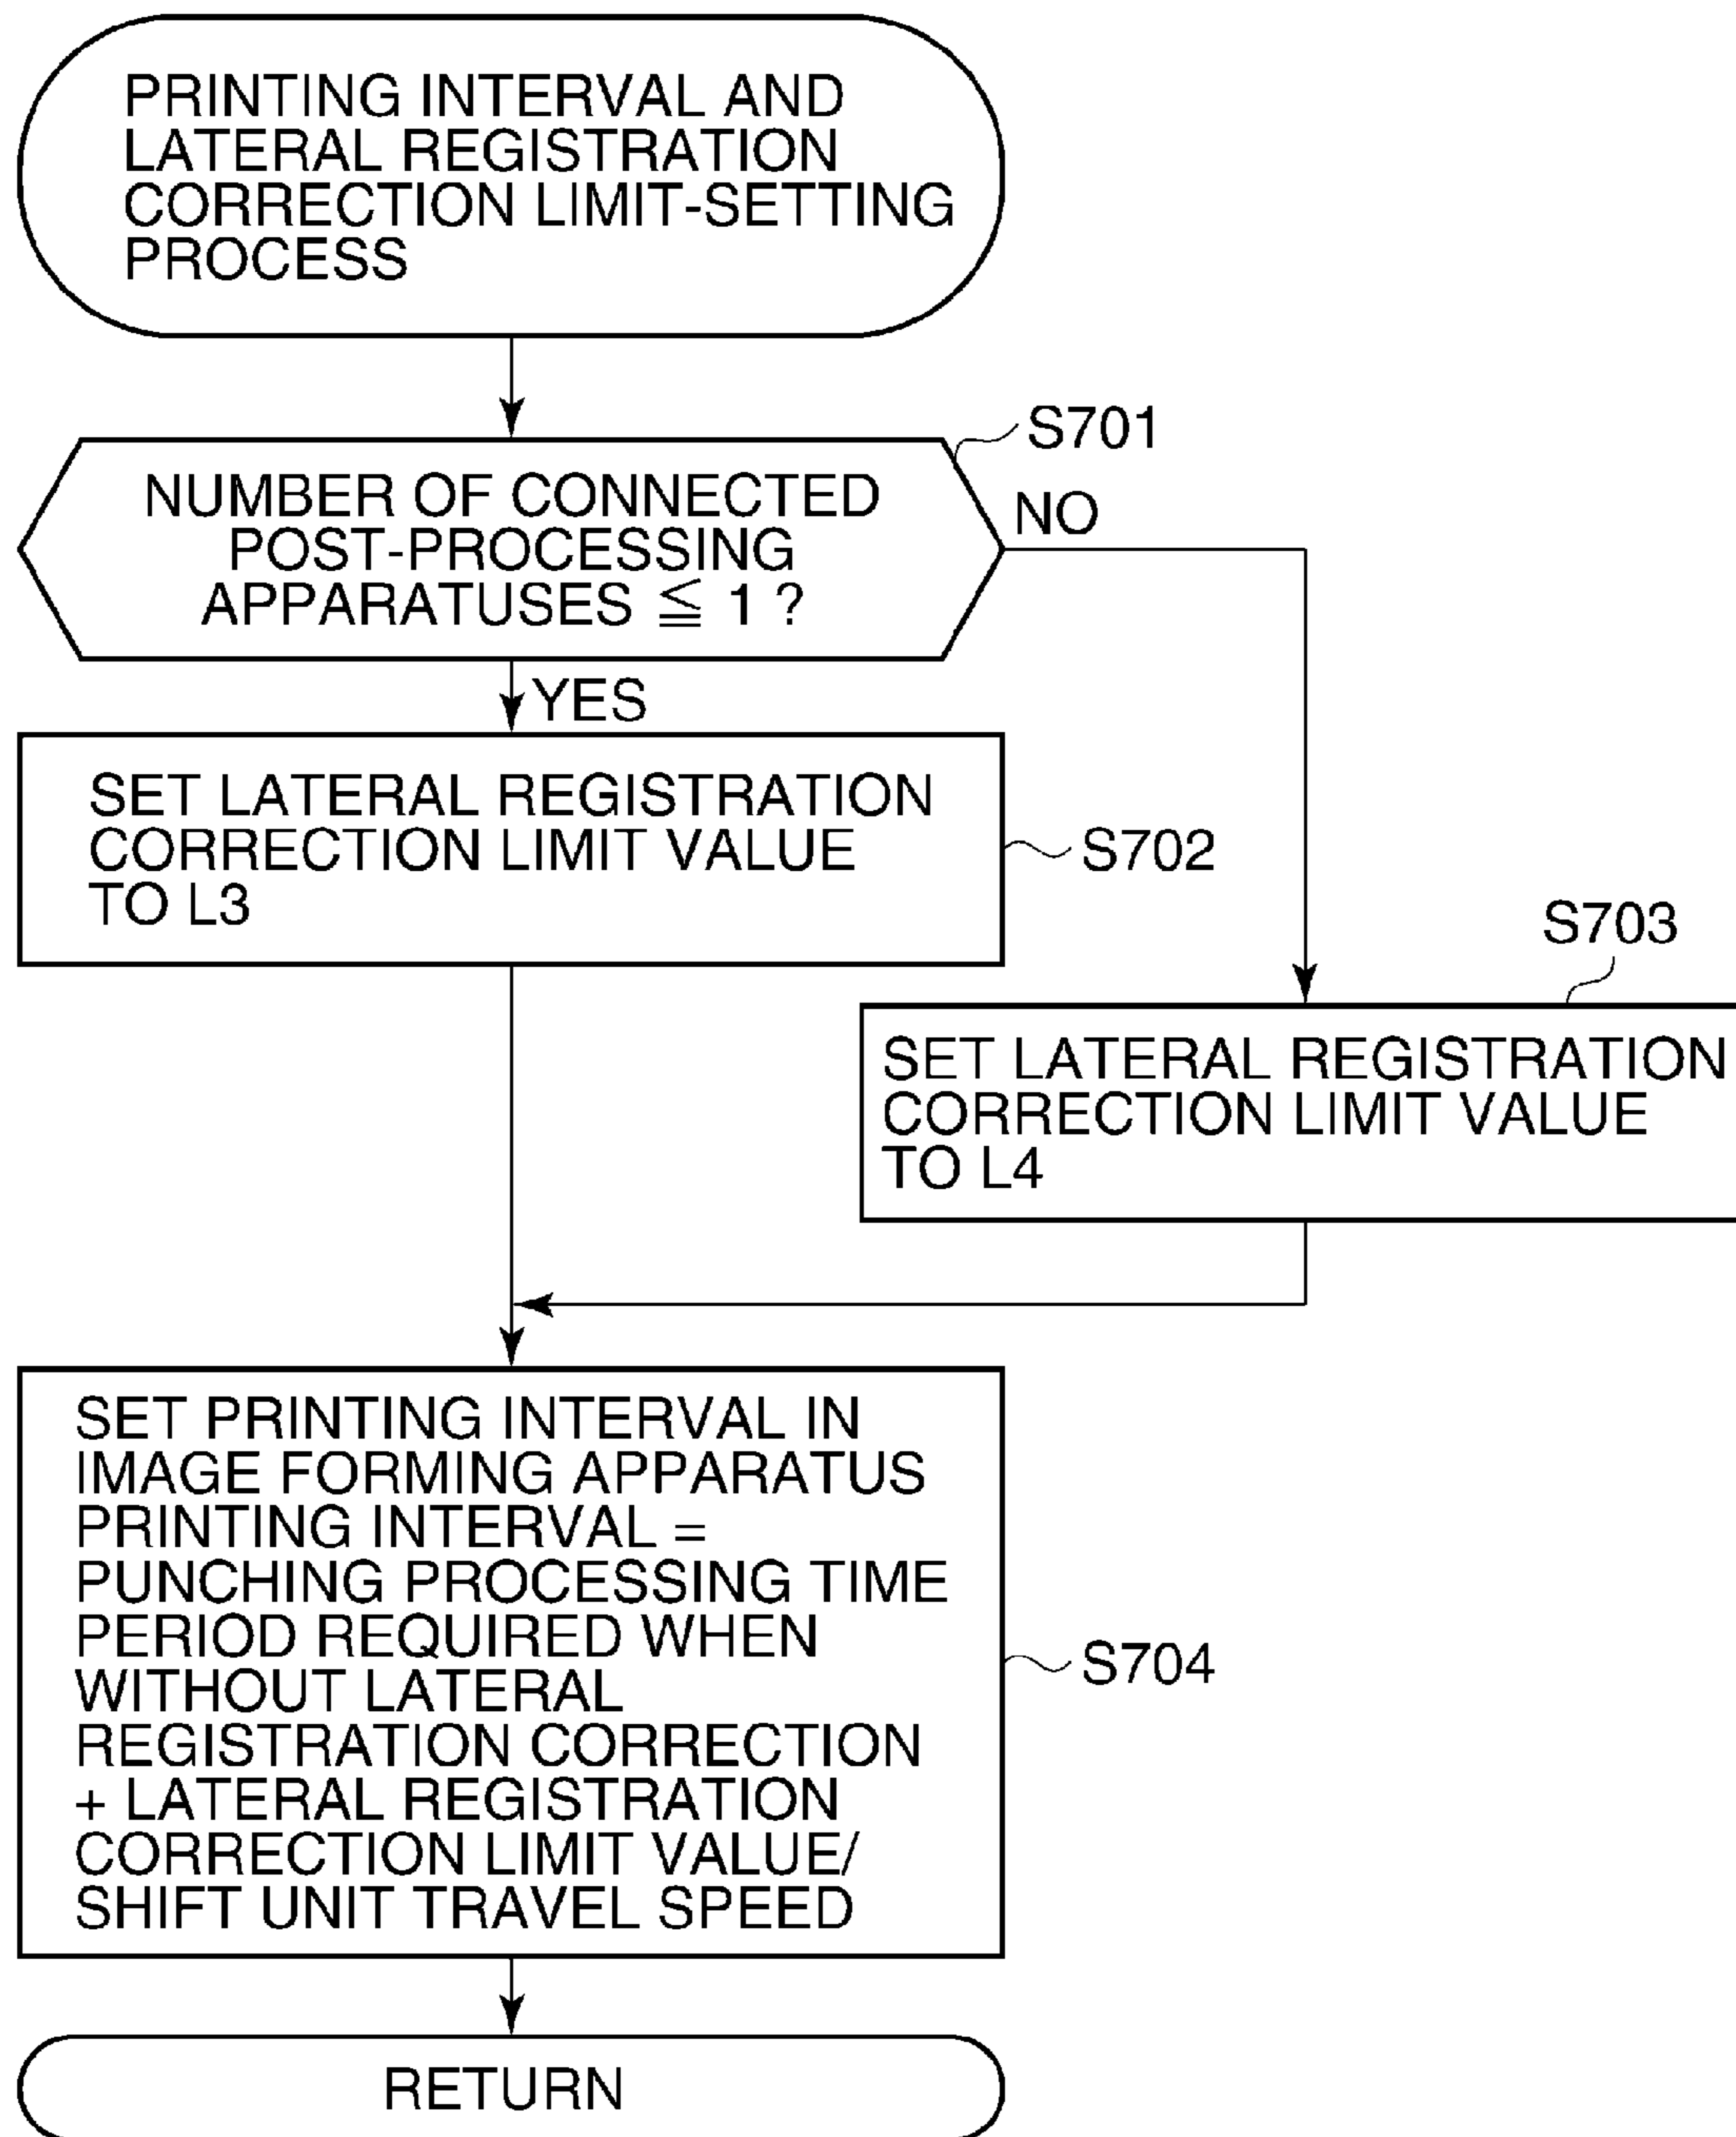 PRINTING INTERVAL AND
LATERAL REGISTRATION
CORRECTION LIMIT-SETTING
PROCESS
S701
NUMBER OF CONNECTED
POST-PROCESSING
APPARATUSES ≦ 1 ?
NO
YES
SET LATERAL REGISTRATION
CORRECTION LIMIT VALUE
TO L3
S702
S703
SET LATERAL REGISTRATION
CORRECTION LIMIT VALUE
TO L4
SET PRINTING INTERVAL IN
IMAGE FORMING APPARATUS
PRINTING INTERVAL =
PUNCHING PROCESSING TIME
PERIOD REQUIRED WHEN
WITHOUT LATERAL
REGISTRATION CORRECTION
+ LATERAL REGISTRATION
CORRECTION LIMIT VALUE/
SHIFT UNIT TRAVEL SPEED
S704
RETURN